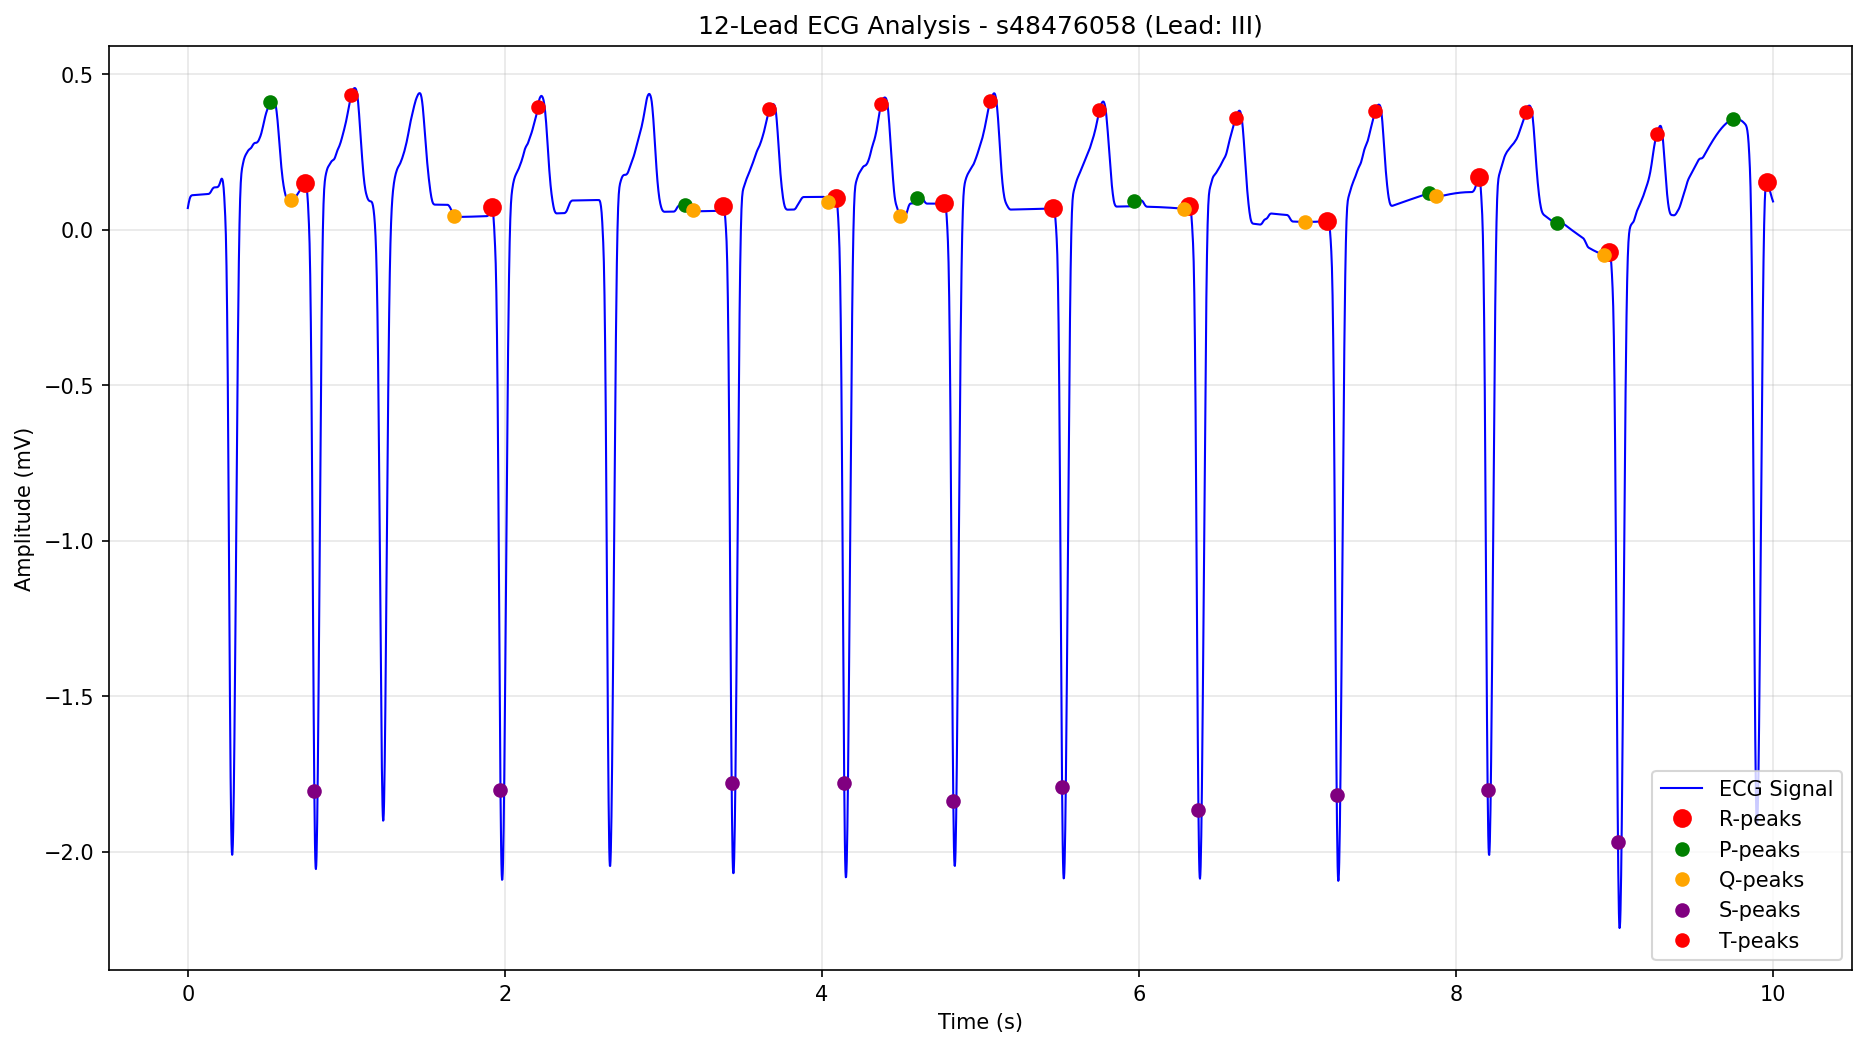 12-Lead ECG Analysis - s48476058 (Lead: III)
0.5
0.0
−0.5
−1.0
−1.5
−2.0
Amplitude (mV)
0
2
4
6
8
10
Time (s)
ECG Signal
R-peaks
P-peaks
Q-peaks
S-peaks
T-peaks